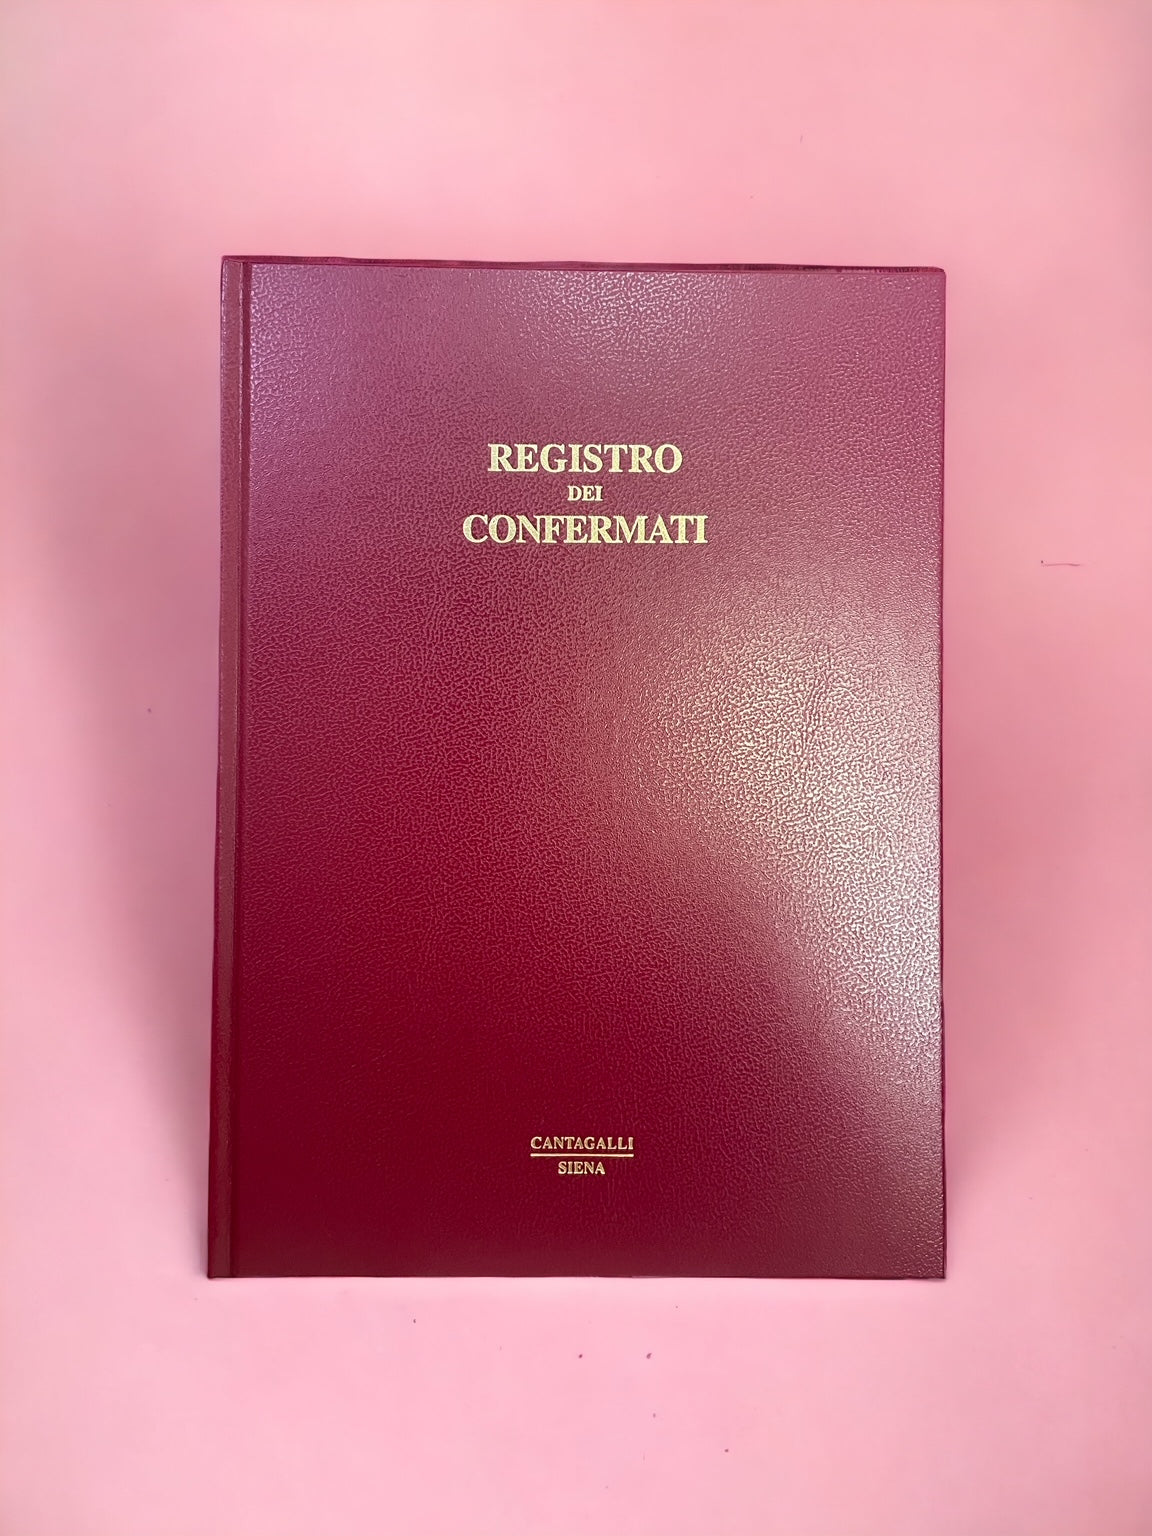 REGISTRO
DEI
CONFERMATI
CANTAGALLI
SIENA